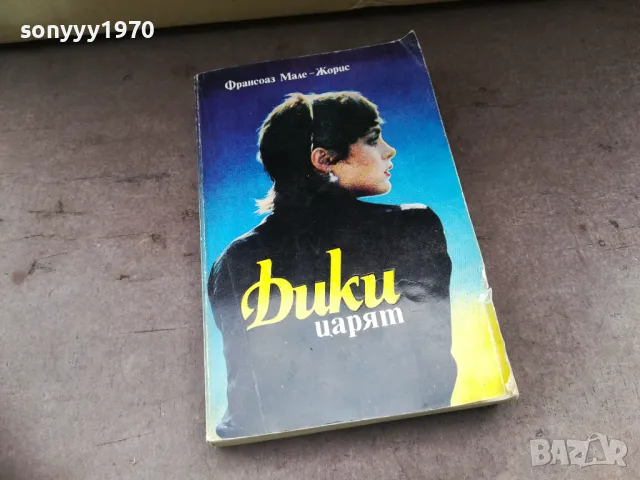 sonyyy1970
Франсоаз Мале-Жорис
Дики
царят
BAZAR
bg